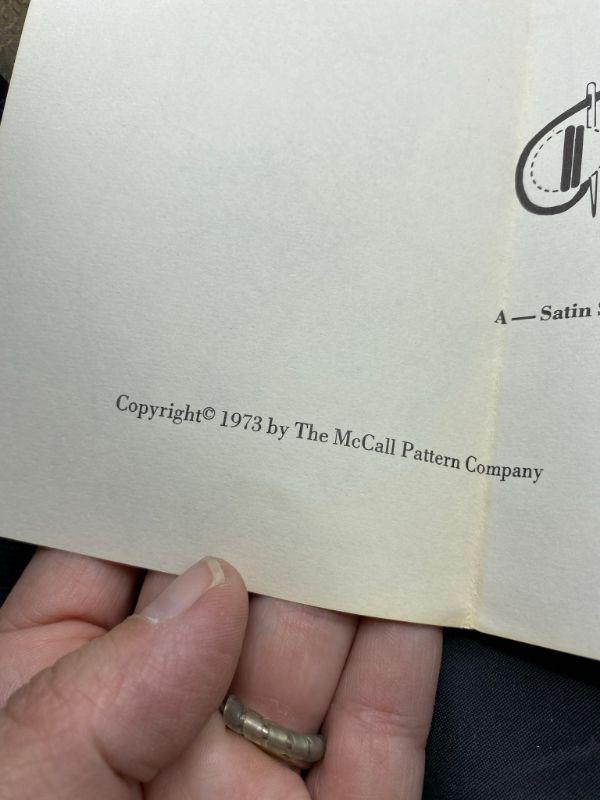 A — Satin
Copyright© 1973 by The McCall Pattern Company